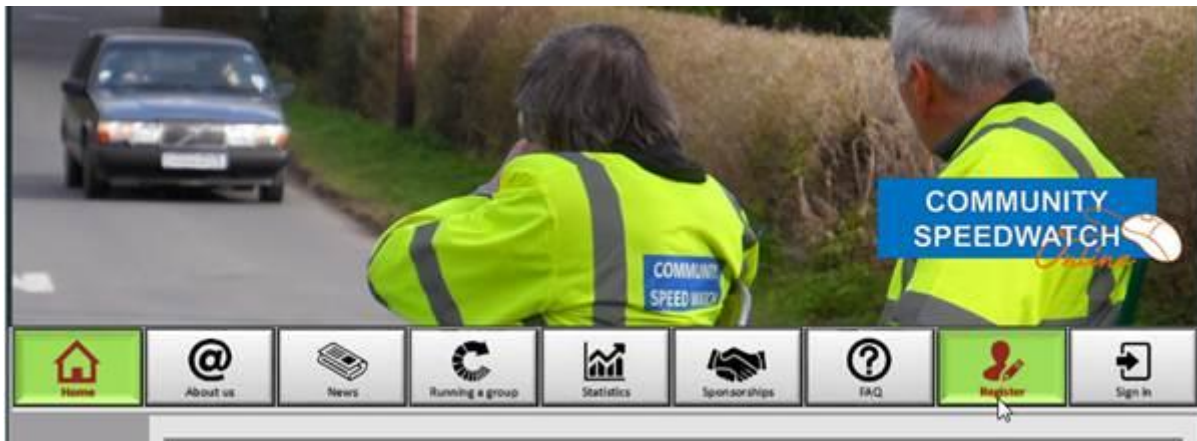 COMMUNITY
SPEEDWATCH
Online
COMMUNITY
SPEED WATCH
Home
About us
News
Running a group
Statistics
Sponsorships
FAQ
Register
Sign In